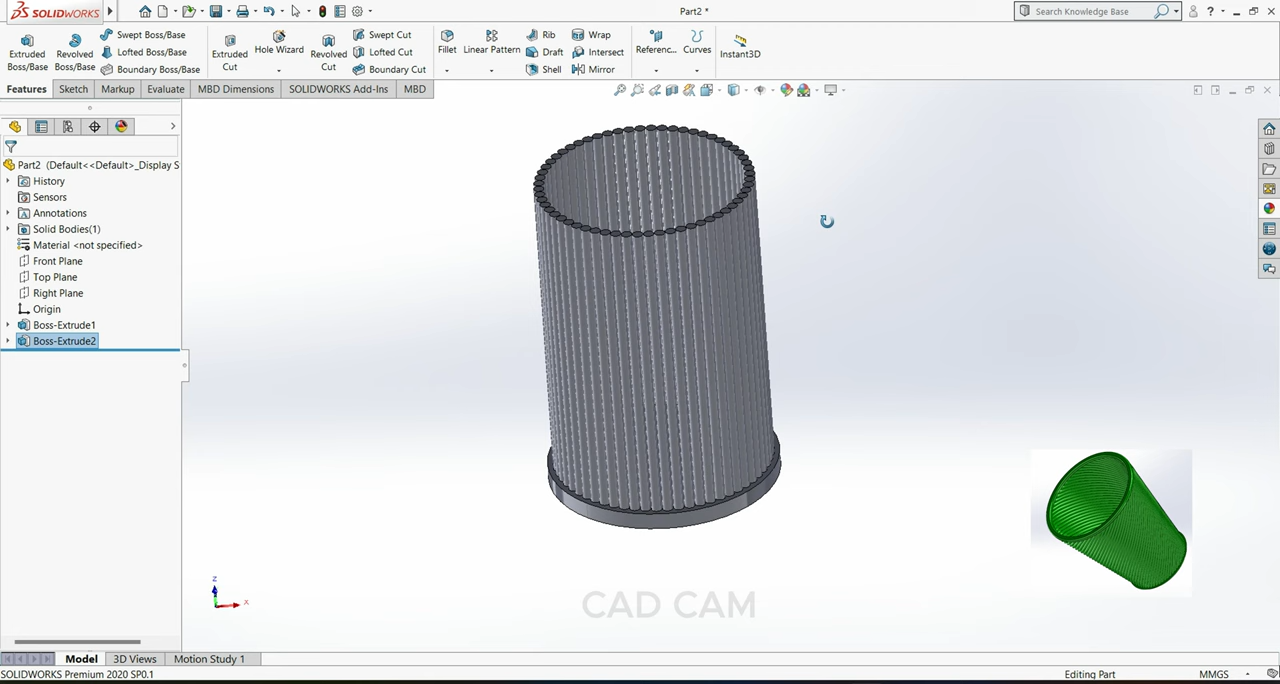 SOLIDWORKS
Part2 *
Search Knowledge Base
Extruded Boss/Base
Revolved Boss/Base
Swept Boss/Base
Lofted Boss/Base
Boundary Boss/Base
Extruded Cut
Hole Wizard
Revolved Cut
Swept Cut
Lofted Cut
Boundary Cut
Fillet
Linear Pattern
Rib
Draft
Shell
Wrap
Intersect
Mirror
Referenc...
Curves
Instant3D
Features
Sketch
Markup
Evaluate
MBD Dimensions
SOLIDWORKS Add-Ins
MBD
Part2 (Default<<Default>_Display S
History
Sensors
Annotations
Solid Bodies(1)
Material <not specified>
Front Plane
Top Plane
Right Plane
Origin
Boss-Extrude1
Boss-Extrude2
Z
X
CAD CAM
Model
3D Views
Motion Study 1
SOLIDWORKS Premium 2020 SP0.1
Editing Part
MMGS